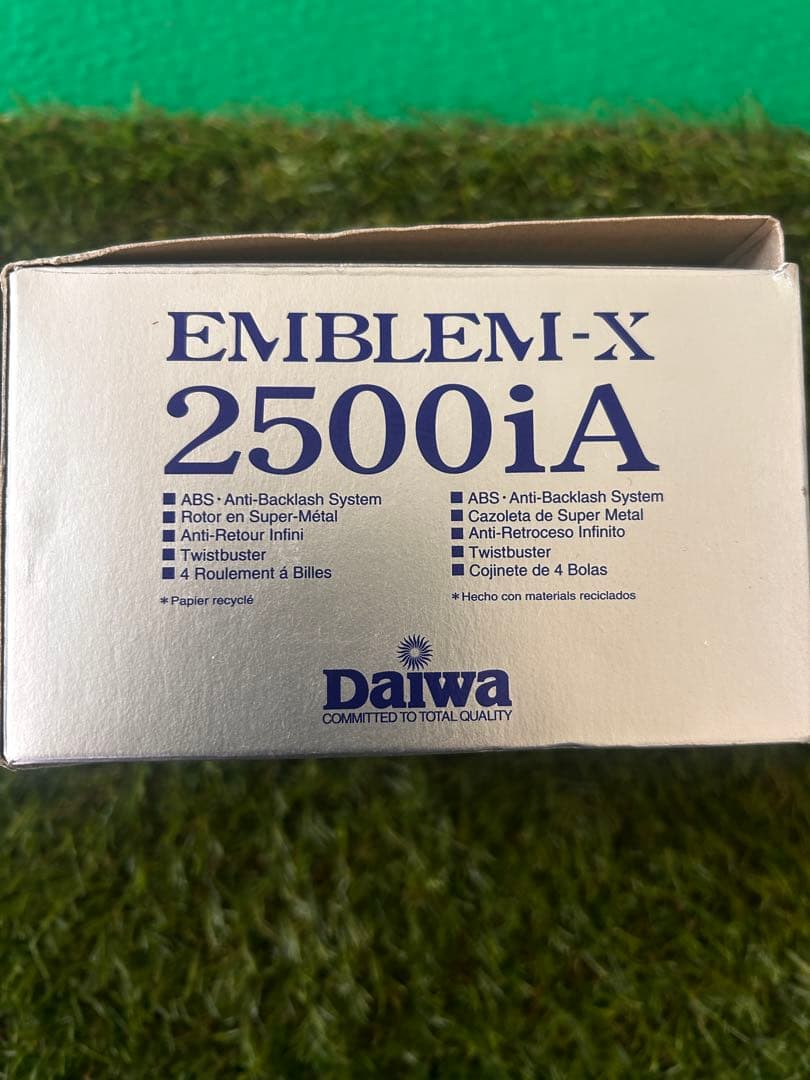 EMBLEM-X
2500iA
■ ABS・Anti-Backlash System
■ Rotor en Super-Métal
■ Anti-Retour Infini
■ Twistbuster
■ 4 Roulement á Billes
＊Papier recyclé
■ ABS・Anti-Backlash System
■ Cazoleta de Super Metal
■ Anti-Retroceso Infinito
■ Twistbuster
■ Cojinete de 4 Bolas
＊Hecho con materials reciclados
Daiwa
COMMITTED TO TOTAL QUALITY